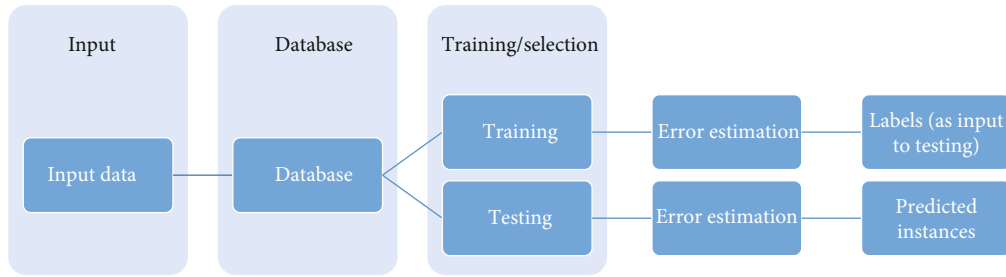 Input
Database
Training/selection
Input data
Database
Training
Error estimation
Labels (as input
to testing)
Testing
Error estimation
Predicted
instances